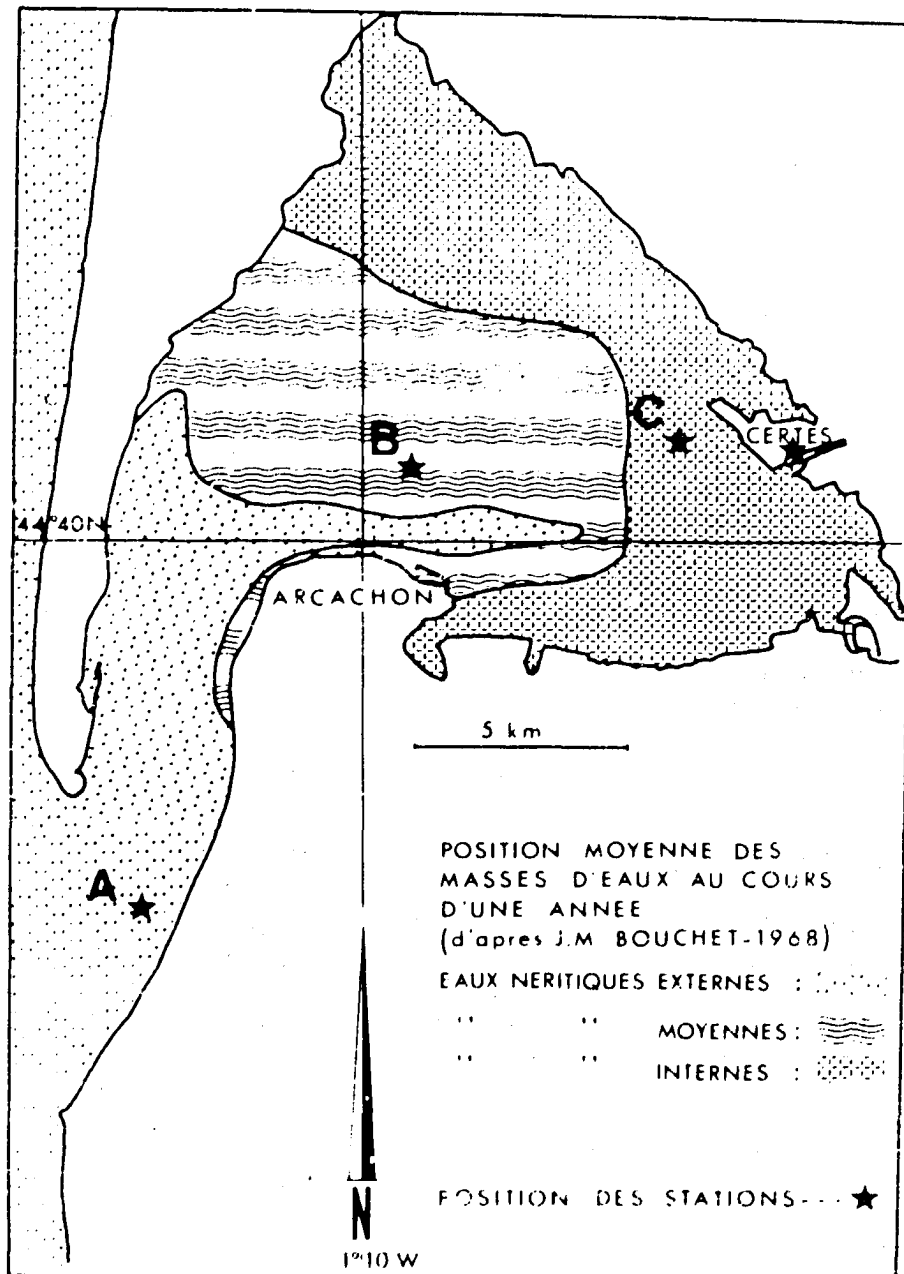 B
C
CERTES
44°40N
ARCACHON
5 km
A
POSITION MOYENNE DES
MASSES D'EAUX AU COURS
D'UNE ANNEE
(d'apres J.M BOUCHET-1968)
EAUX NERITIQUES EXTERNES :
" " MOYENNES :
" " INTERNES :
POSITION DES STATIONS---
N
1°10 W